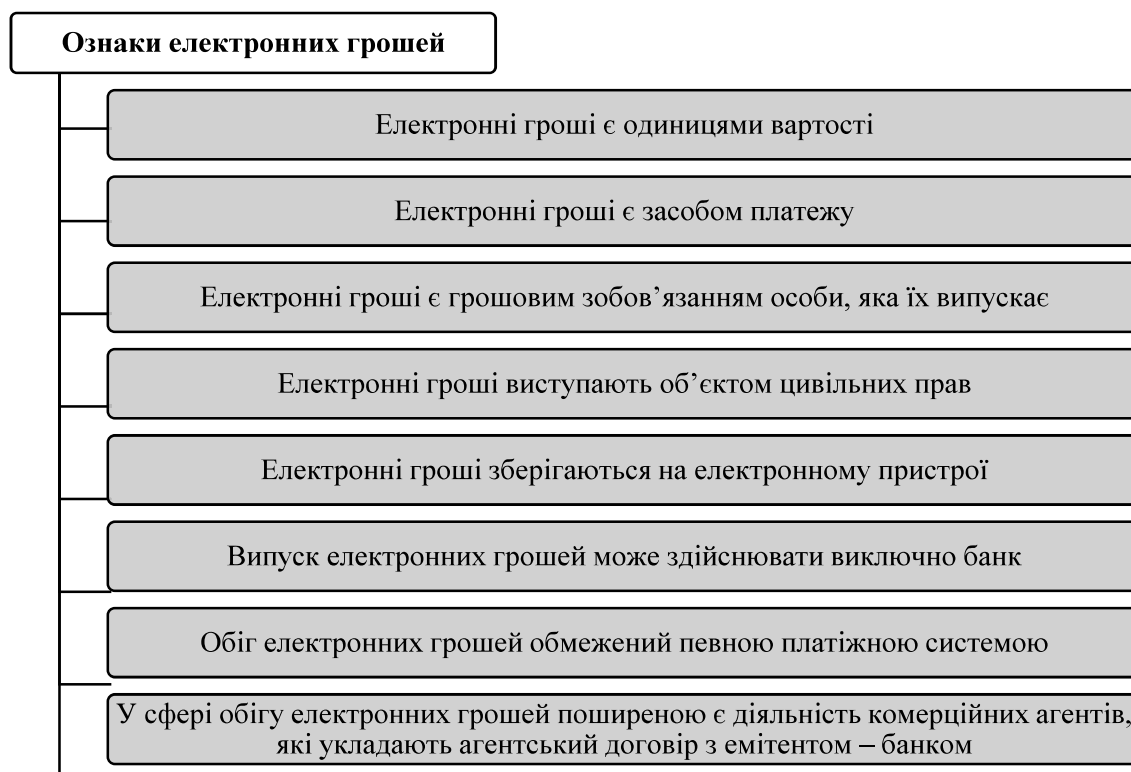 Ознаки електронних грошей
Електронні гроші є одиницями вартості
Електронні гроші є засобом платежу
Електронні гроші є грошовим зобов’язанням особи, яка їх випускає
Електронні гроші виступають об’єктом цивільних прав
Електронні гроші зберігаються на електронному пристрої
Випуск електронних грошей може здійснювати виключно банк
Обіг електронних грошей обмежений певною платіжною системою
У сфері обігу електронних грошей поширеною є діяльність комерційних агентів,
які укладають агентський договір з емітентом – банком